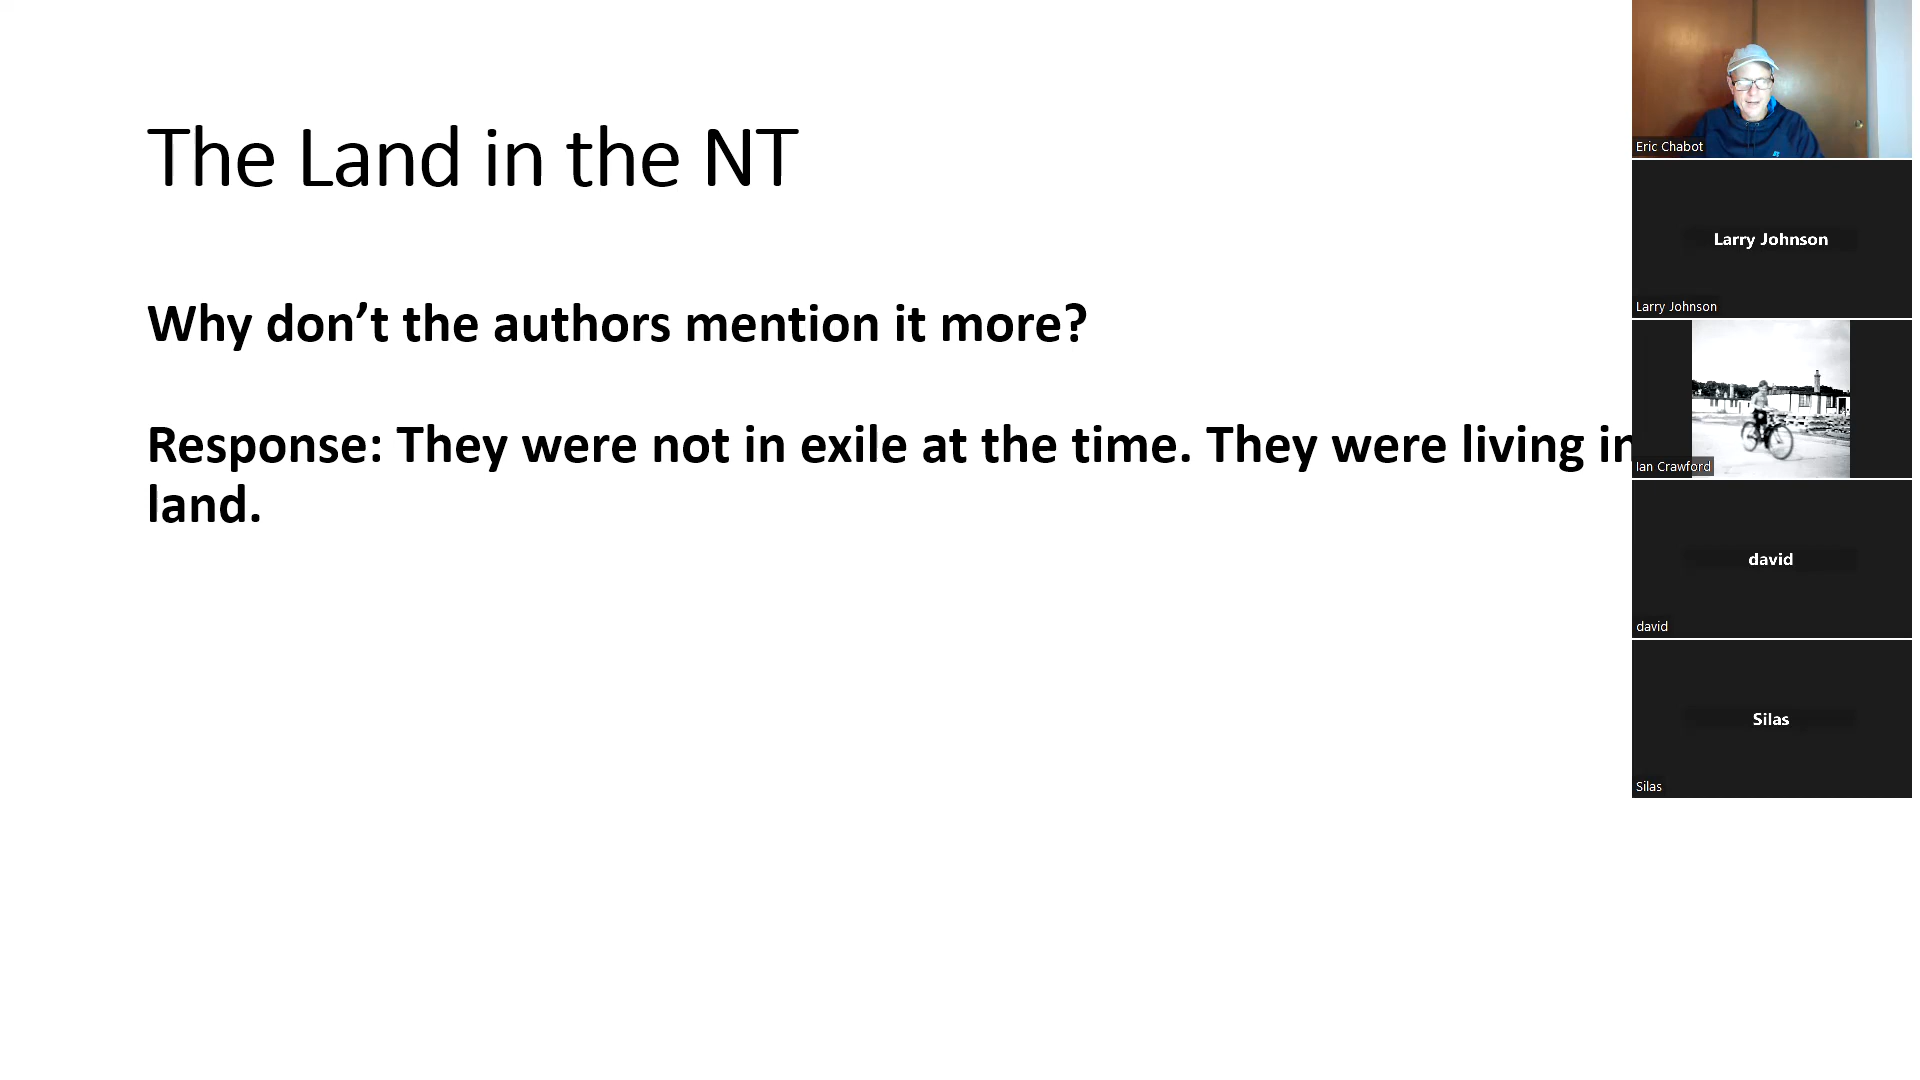 The Land in the NT
Why don’t the authors mention it more?
Response: They were not in exile at the time. They were living in
land.
Eric Chabot
Larry Johnson
Larry Johnson
Ian Crawford
david
david
Silas
Silas